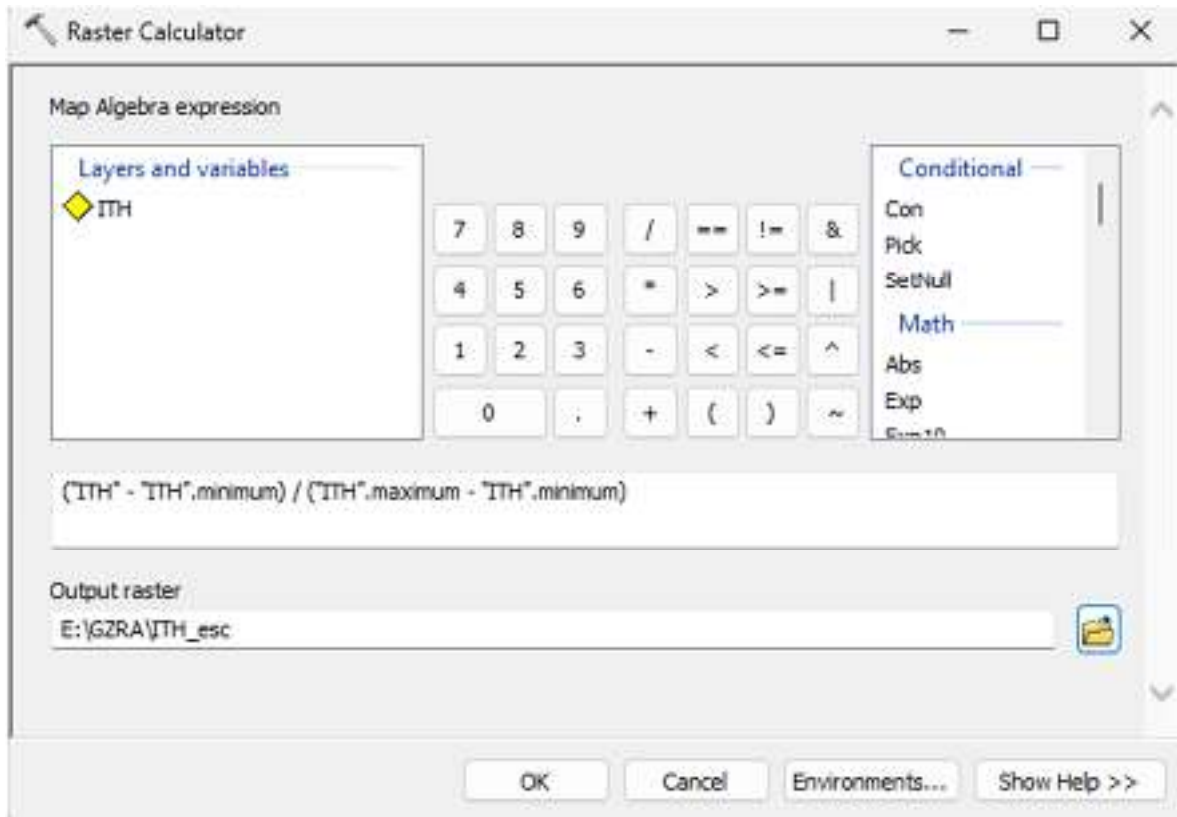 Raster Calculator
Map Algebra expression
Layers and variables
ITH
7 8 9 / == != &
4 5 6 * > >= |
1 2 3 - < <= ^
0 . + ( ) ~
Conditional
Con
Pick
SetNull
Math
Abs
Exp
Exp10
("ITH" - "ITH".minimum) / ("ITH".maximum - "ITH".minimum)
Output raster
E:\GZRA\ITH_esc
OK Cancel Environments... Show Help >>